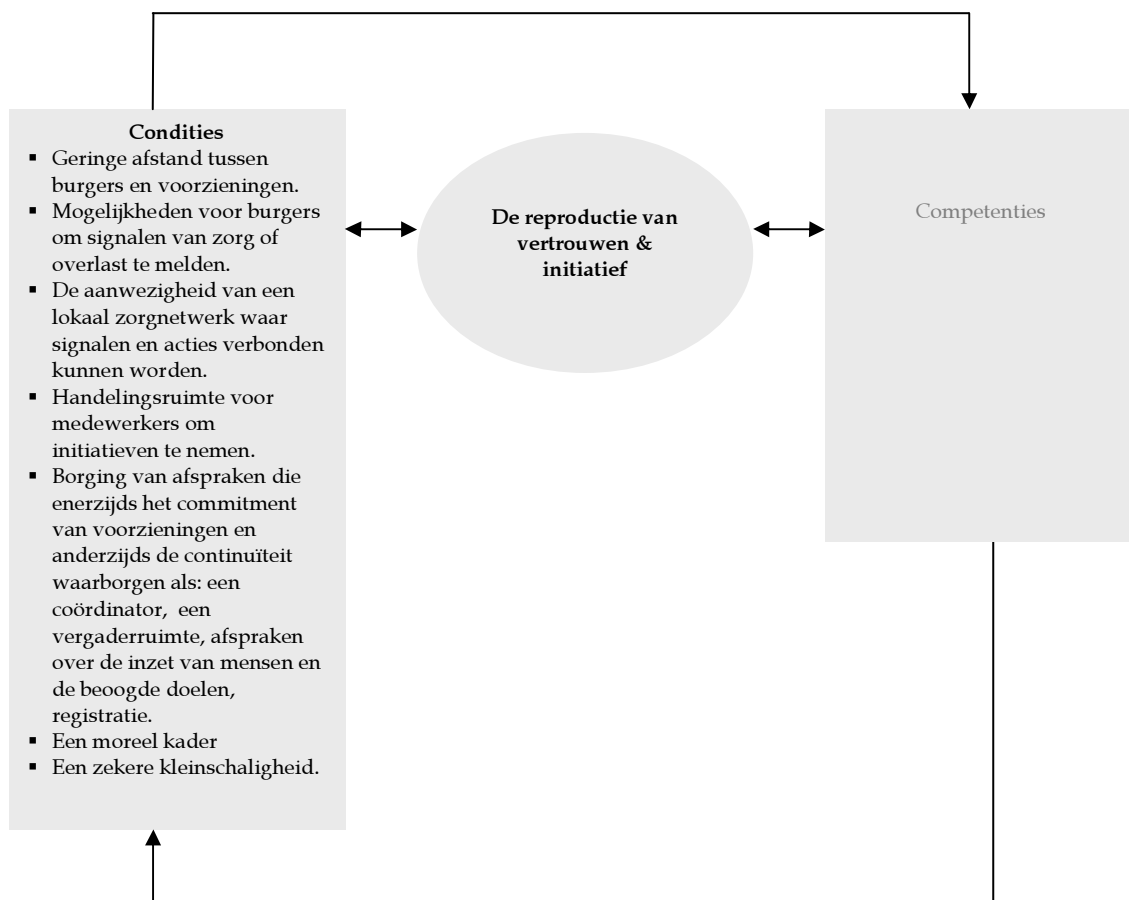 Condities
▪ Geringe afstand tussen
burgers en voorzieningen.
▪ Mogelijkheden voor burgers
om signalen van zorg of
overlast te melden.
▪ De aanwezigheid van een
lokaal zorgnetwerk waar
signalen en acties verbonden
kunnen worden.
▪ Handelingsruimte voor
medewerkers om
initiatieven te nemen.
▪ Borging van afspraken die
enerzijds het commitment
van voorzieningen en
anderzijds de continuïteit
waarborgen als: een
coördinator, een
vergaderruimte, afspraken
over de inzet van mensen en
de beoogde doelen,
registratie.
▪ Een moreel kader
▪ Een zekere kleinschaligheid.
De reproductie van
vertrouwen &
initiatief
Competenties